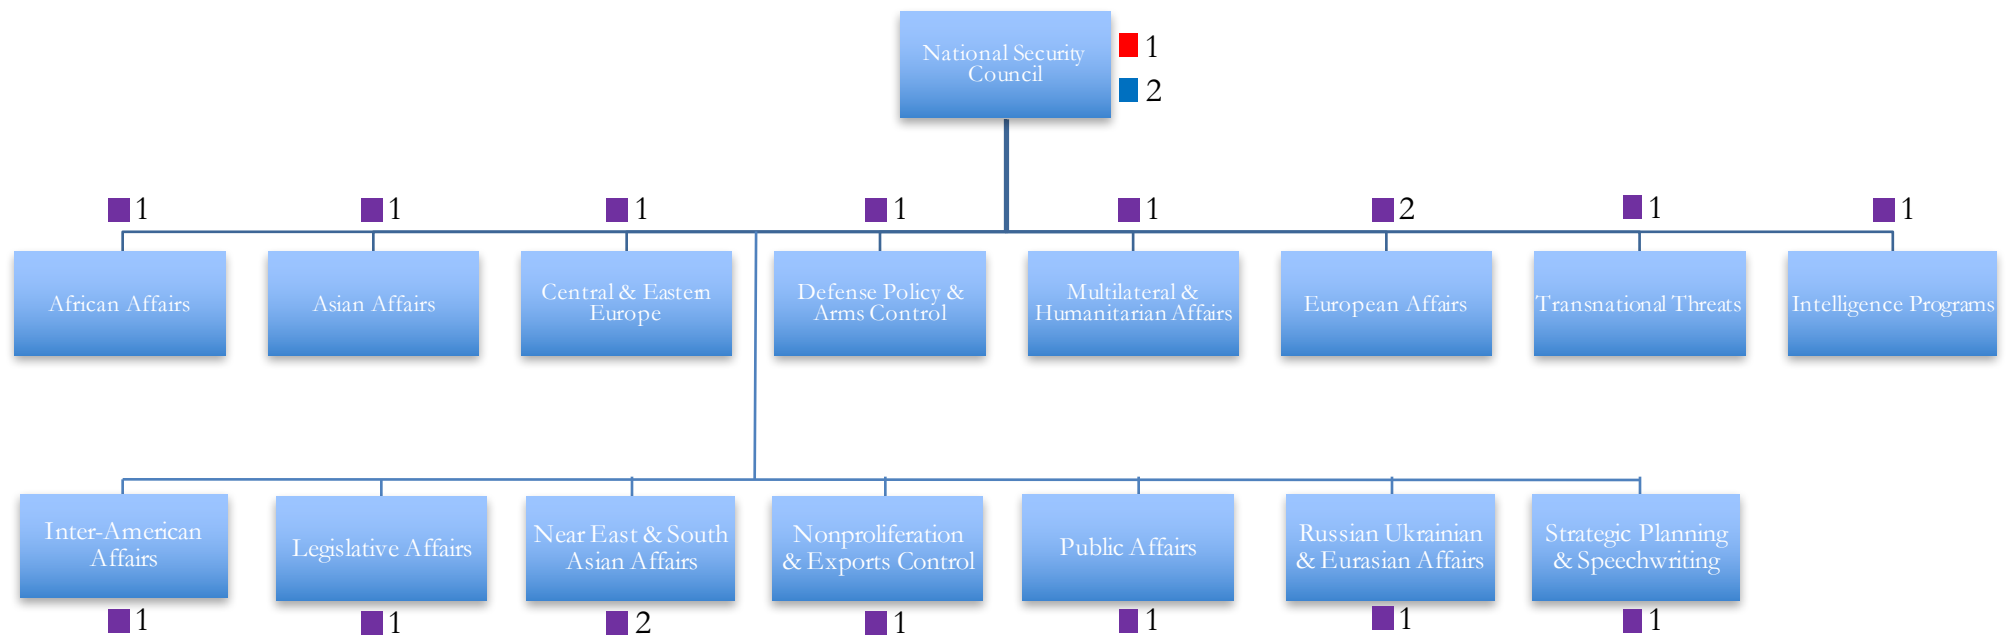 National Security
Council
1
2
1
1
1
1
1
2
1
1
African Affairs
Asian Affairs
Central & Eastern
Europe
Defense Policy &
Arms Control
Multilateral &
Humanitarian Affairs
European Affairs
Transnational Threats
Intelligence Programs
Inter-American
Affairs
Legislative Affairs
Near East & South
Asian Affairs
Nonproliferation
& Exports Control
Public Affairs
Russian Ukrainian
& Eurasian Affairs
Strategic Planning
& Speechwriting
1
1
2
1
1
1
1